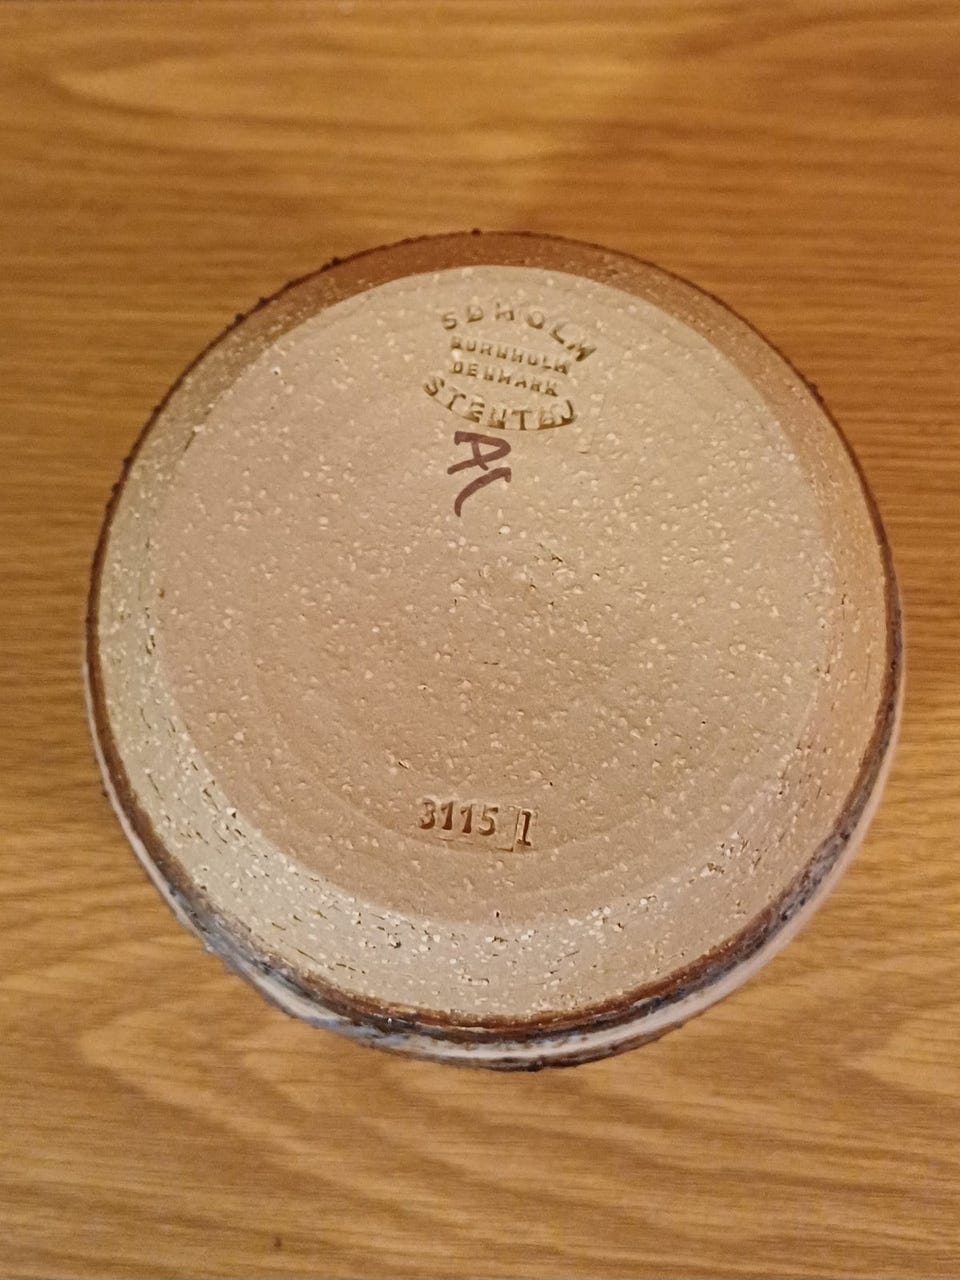 SØHOLM
BORNHOLM
DENMARK
STENTØJ
3115 1